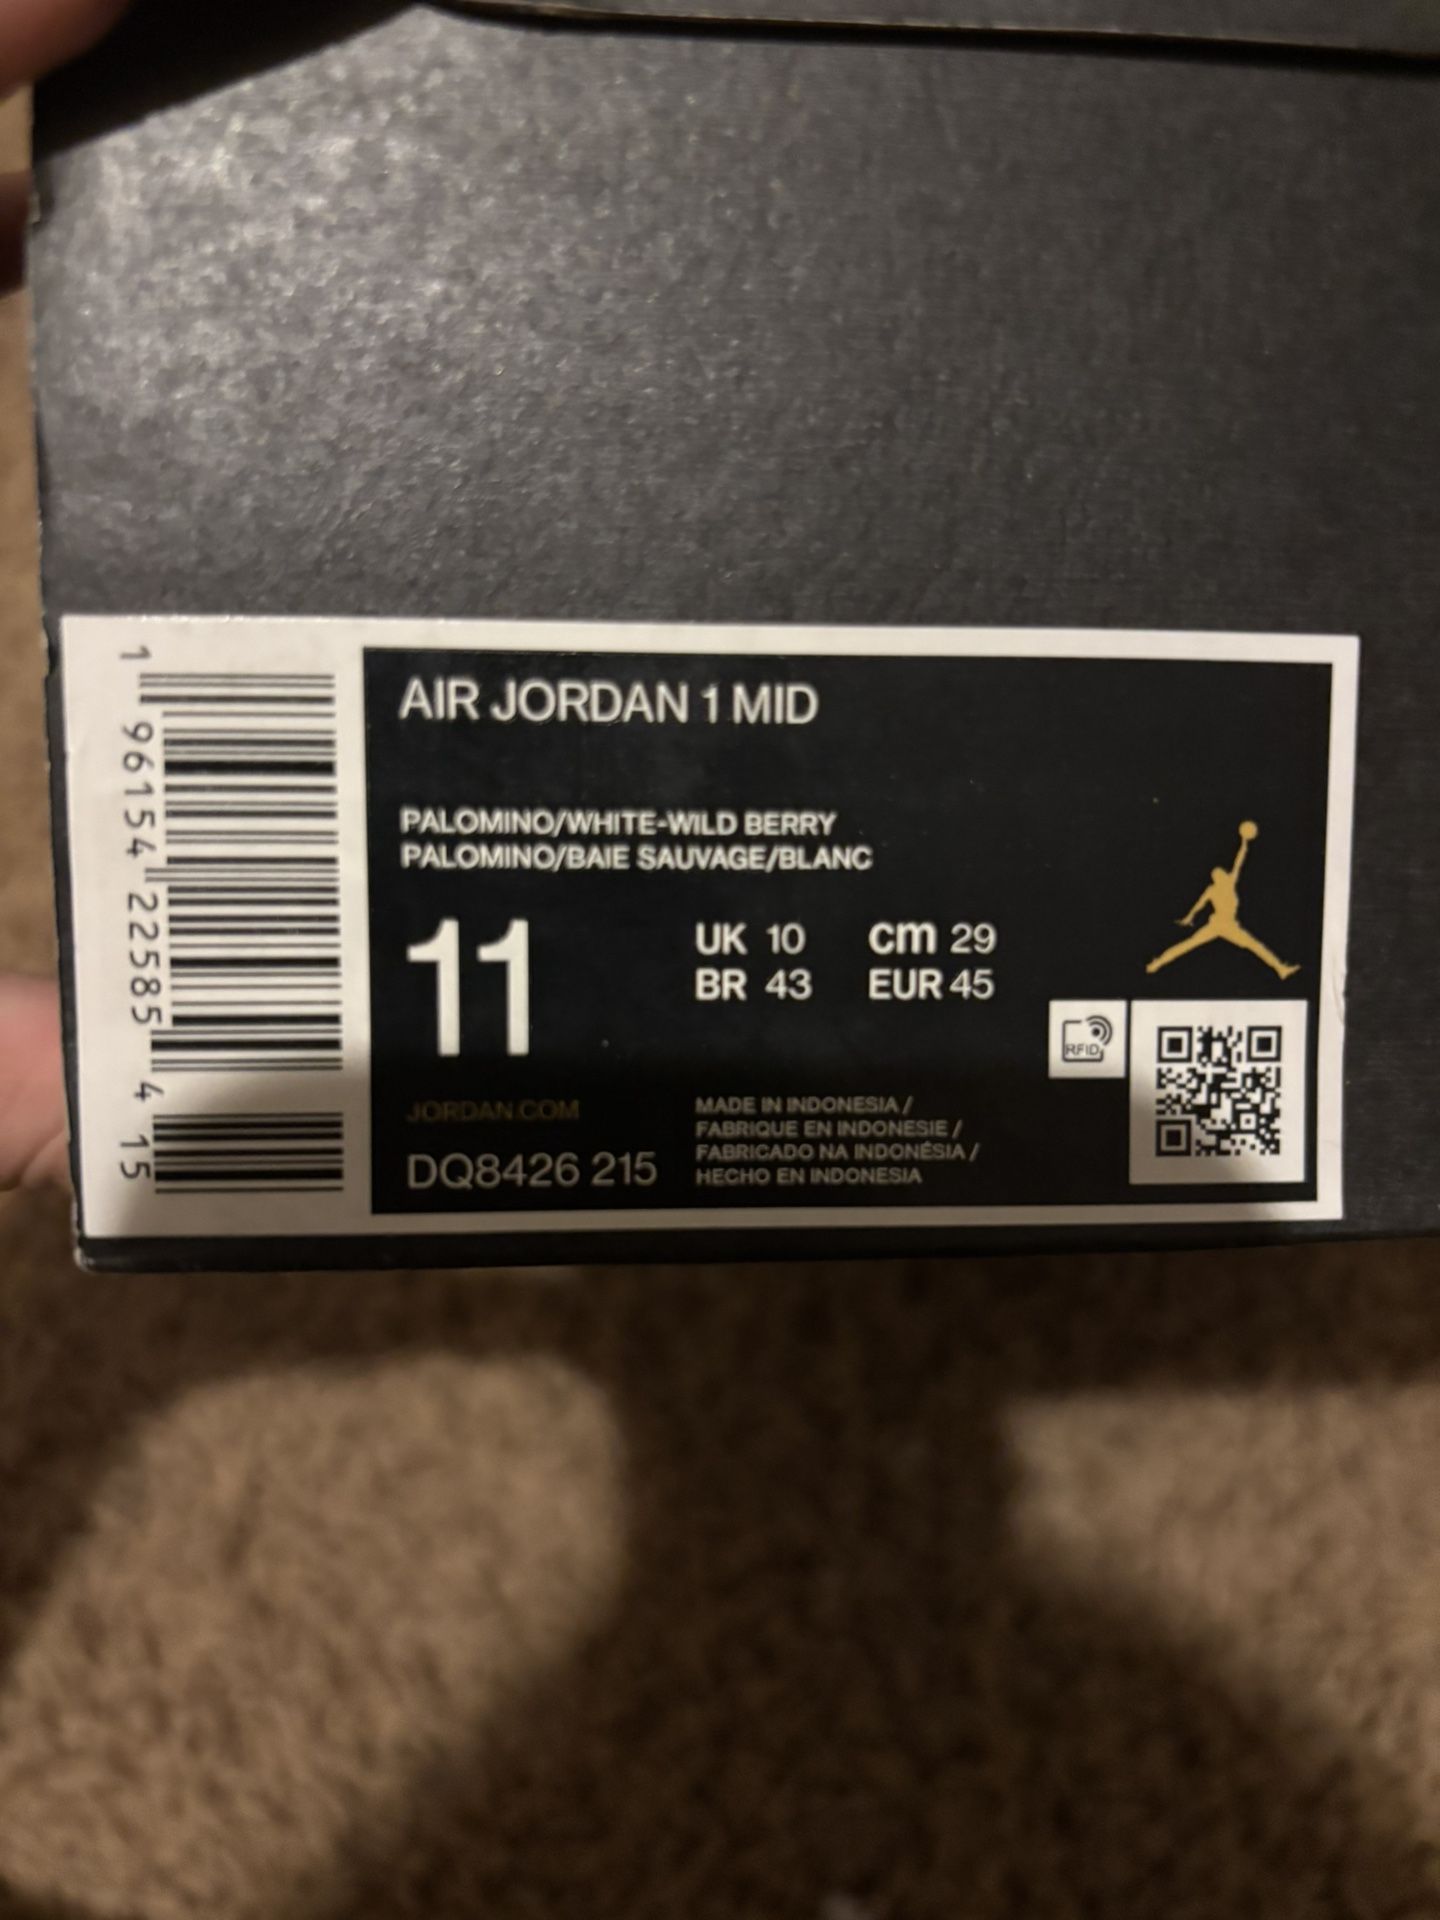 AIR JORDAN 1 MID
PALOMINO/WHITE-WILD BERRY
PALOMINO/BAIE SAUVAGE/BLANC
11
UK 10 cm 29
BR 43 EUR 45
RFID
JORDAN.COM
DQ8426 215
MADE IN INDONESIA /
FABRIQUE EN INDONESIE /
FABRICADO NA INDONÉSIA /
HECHO EN INDONESIA
1 96154 22585 4 15